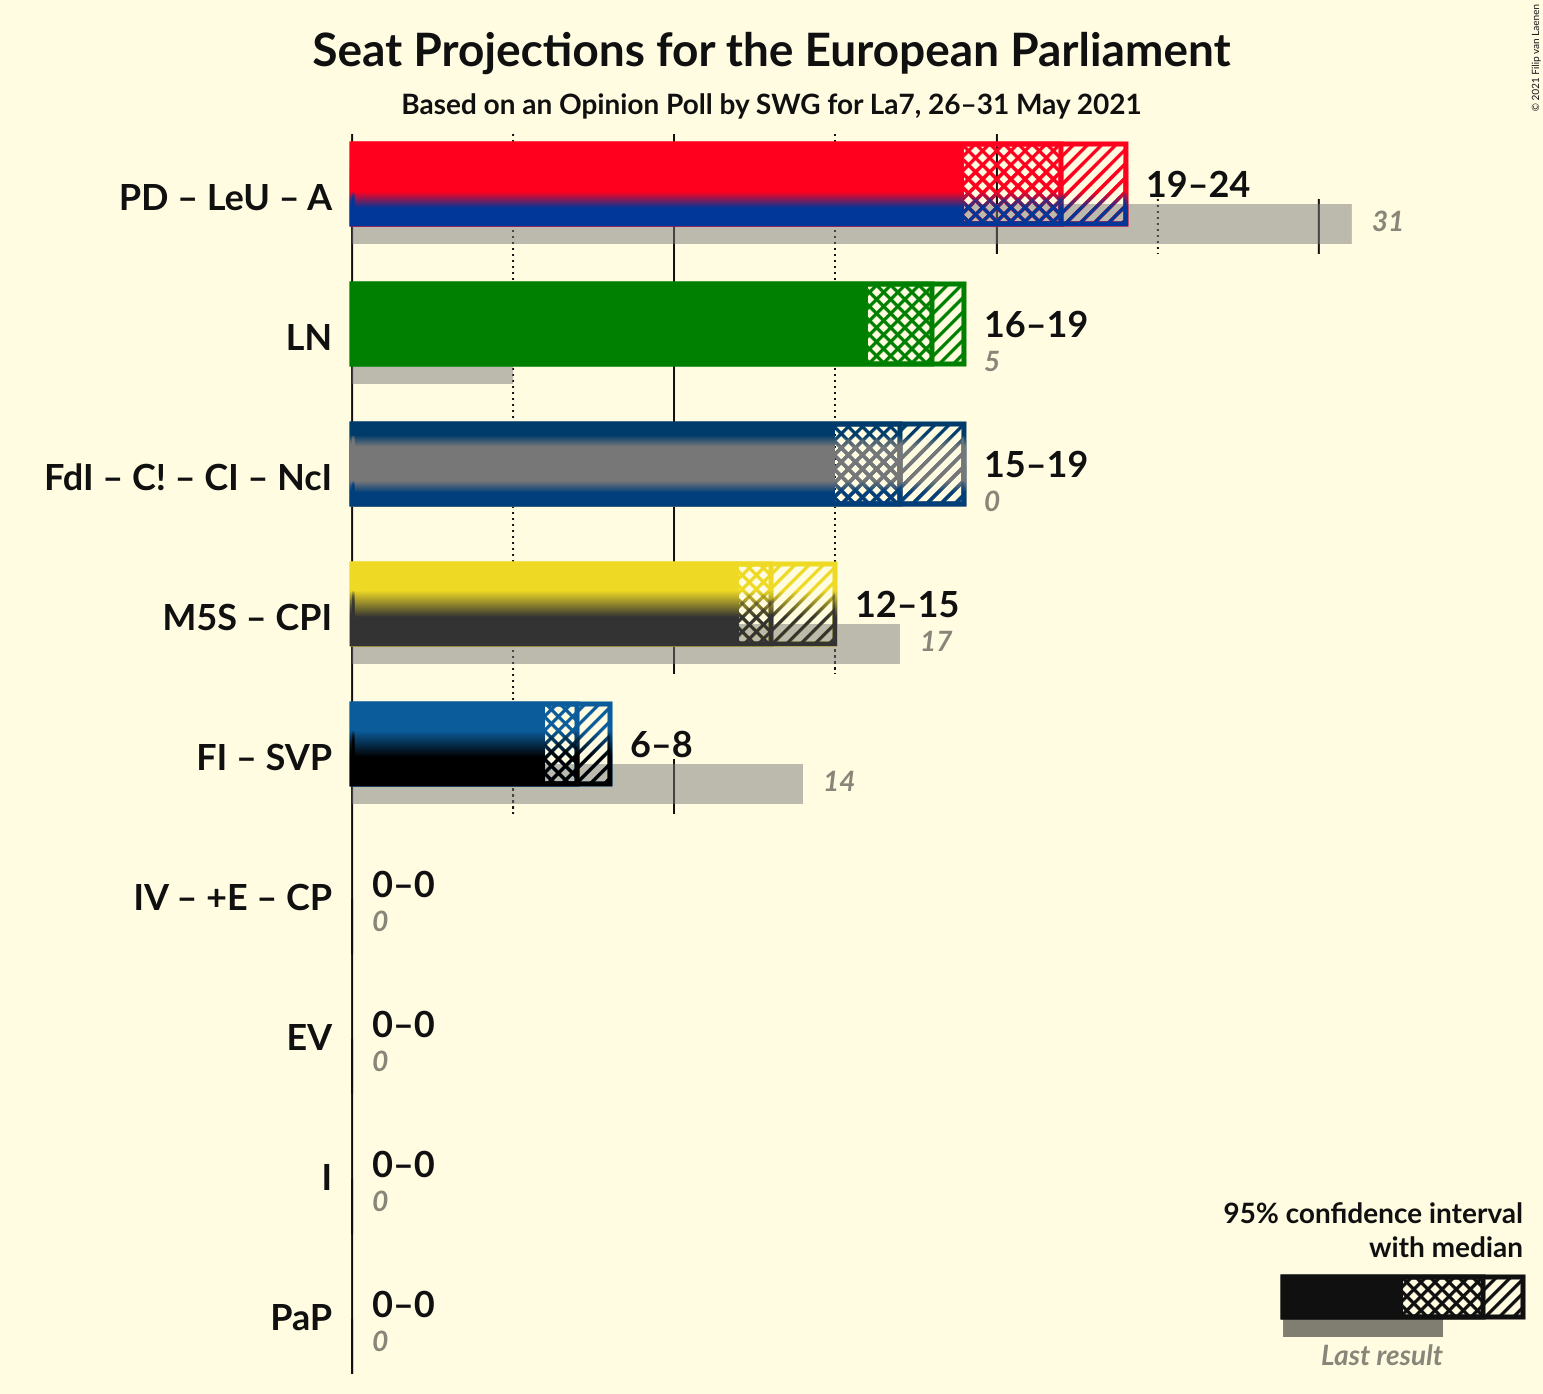 Seat Projections for the European Parliament
Based on an Opinion Poll by SWG for La7, 26–31 May 2021
© 2021 Filip van Laenen
PD – LeU – A
19–24
31
LN
16–19
5
FdI – C! – CI – NcI
15–19
0
M5S – CPI
12–15
17
FI – SVP
6–8
14
IV – +E – CP
0–0
0
EV
0–0
0
I
0–0
0
PaP
0–0
0
95% confidence interval
with median
Last result